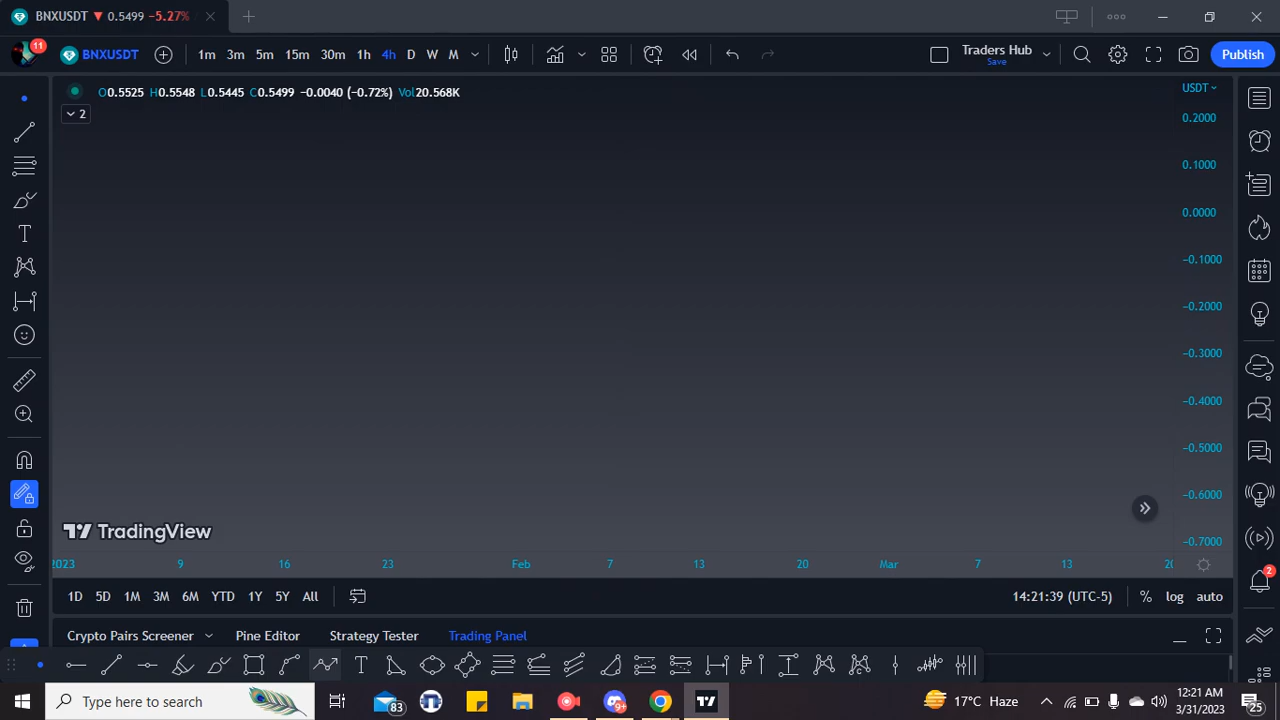 BNXUSDT ▼ 0.5499 −5.27% /
11 BNXUSDT 1m 3m 5m 15m 30m 1h 4h D W M Traders Hub Publish
Save
O0.5525 H0.5548 L0.5445 C0.5499 −0.0040 (−0.72%) Vol20.568K USDT
2
0.2000
0.1000
0.0000
−0.1000
−0.2000
−0.3000
−0.4000
−0.5000
−0.6000
TradingView
−0.7000
2023 9 16 23 Feb 7 13 20 Mar 7 13 20
1D 5D 1M 3M 6M YTD 1Y 5Y All 14:21:39 (UTC-5) % log auto
2
Crypto Pairs Screener Pine Editor Strategy Tester Trading Panel
Type here to search 83 9+ 17°C Haze 12:21 AM
3/31/2023 25